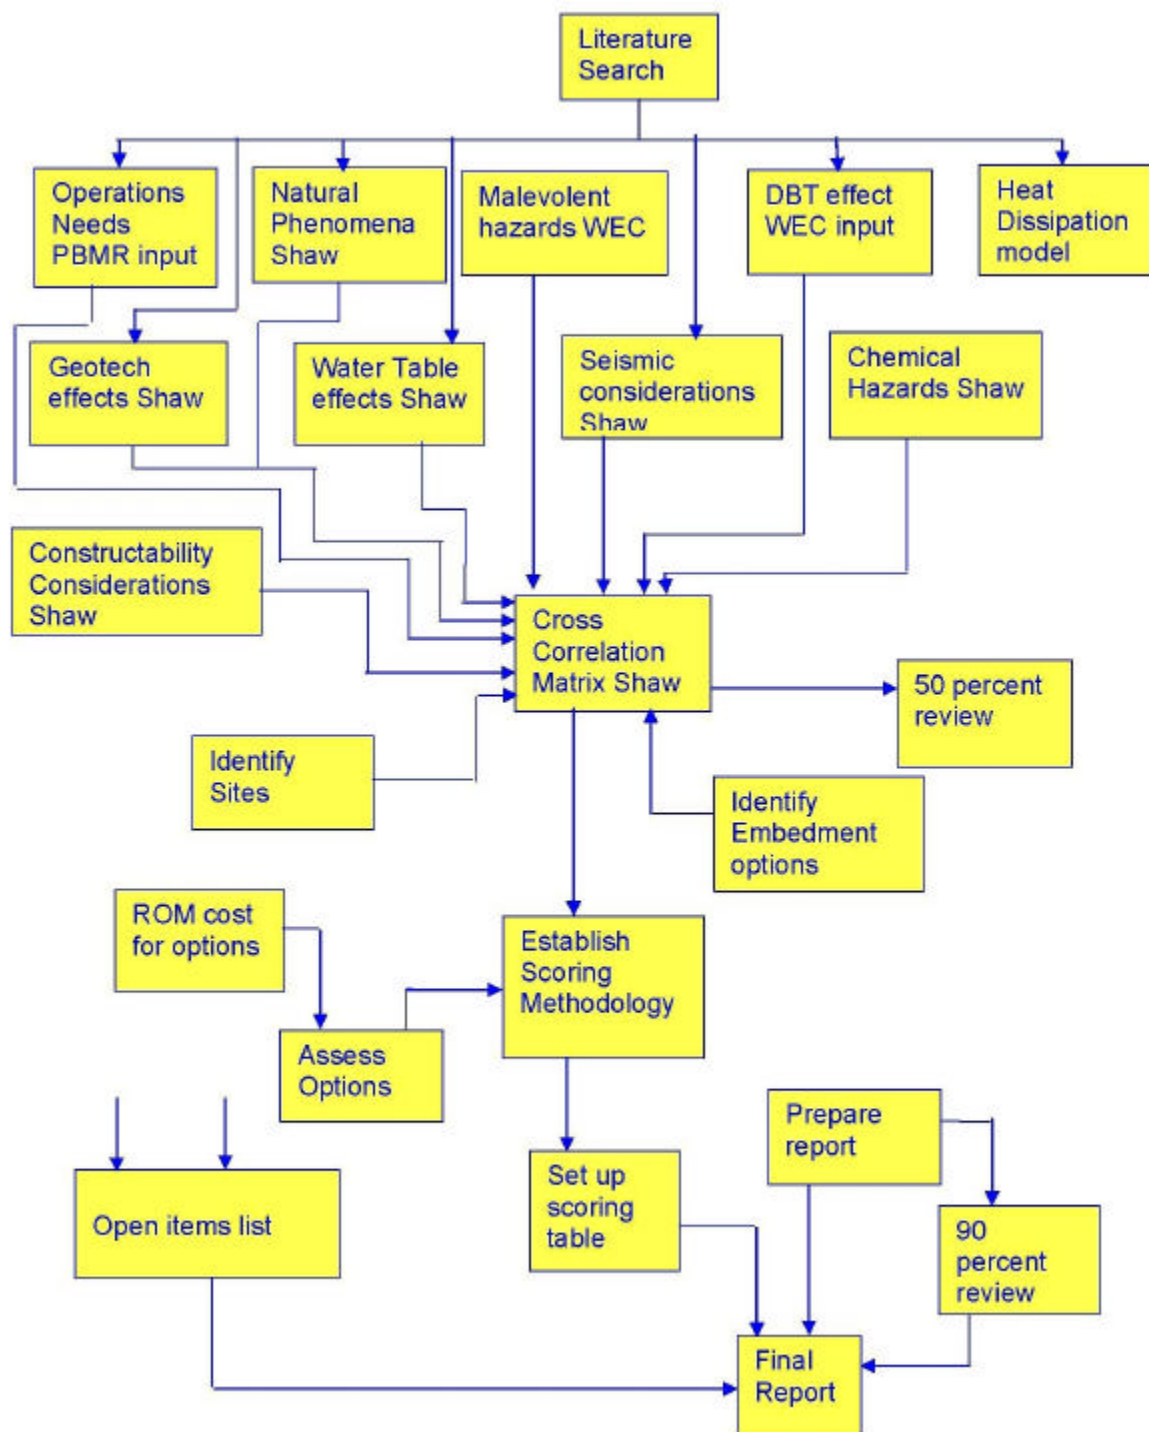 Literature
Search
Operations
Needs
PBMR input
Natural
Phenomena
Shaw
Malevolent
hazards WEC
DBT effect
WEC input
Heat
Dissipation
model
Geotech
effects Shaw
Water Table
effects Shaw
Seismic
considerations
Shaw
Chemical
Hazards Shaw
Constructability
Considerations
Shaw
Cross
Correlation
Matrix Shaw
50 percent
review
Identify
Sites
Identify
Embedment
options
ROM cost
for options
Establish
Scoring
Methodology
Assess
Options
Prepare
report
Open items list
Set up
scoring
table
90
percent
review
Final
Report